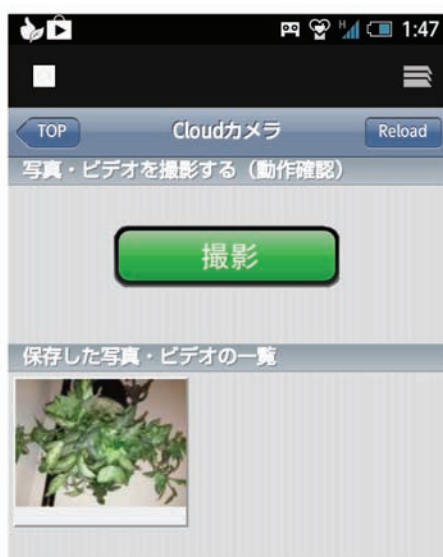 H 1:47
TOP Cloudカメラ Reload
写真・ビデオを撮影する（動作確認）
撮影
保存した写真・ビデオの一覧